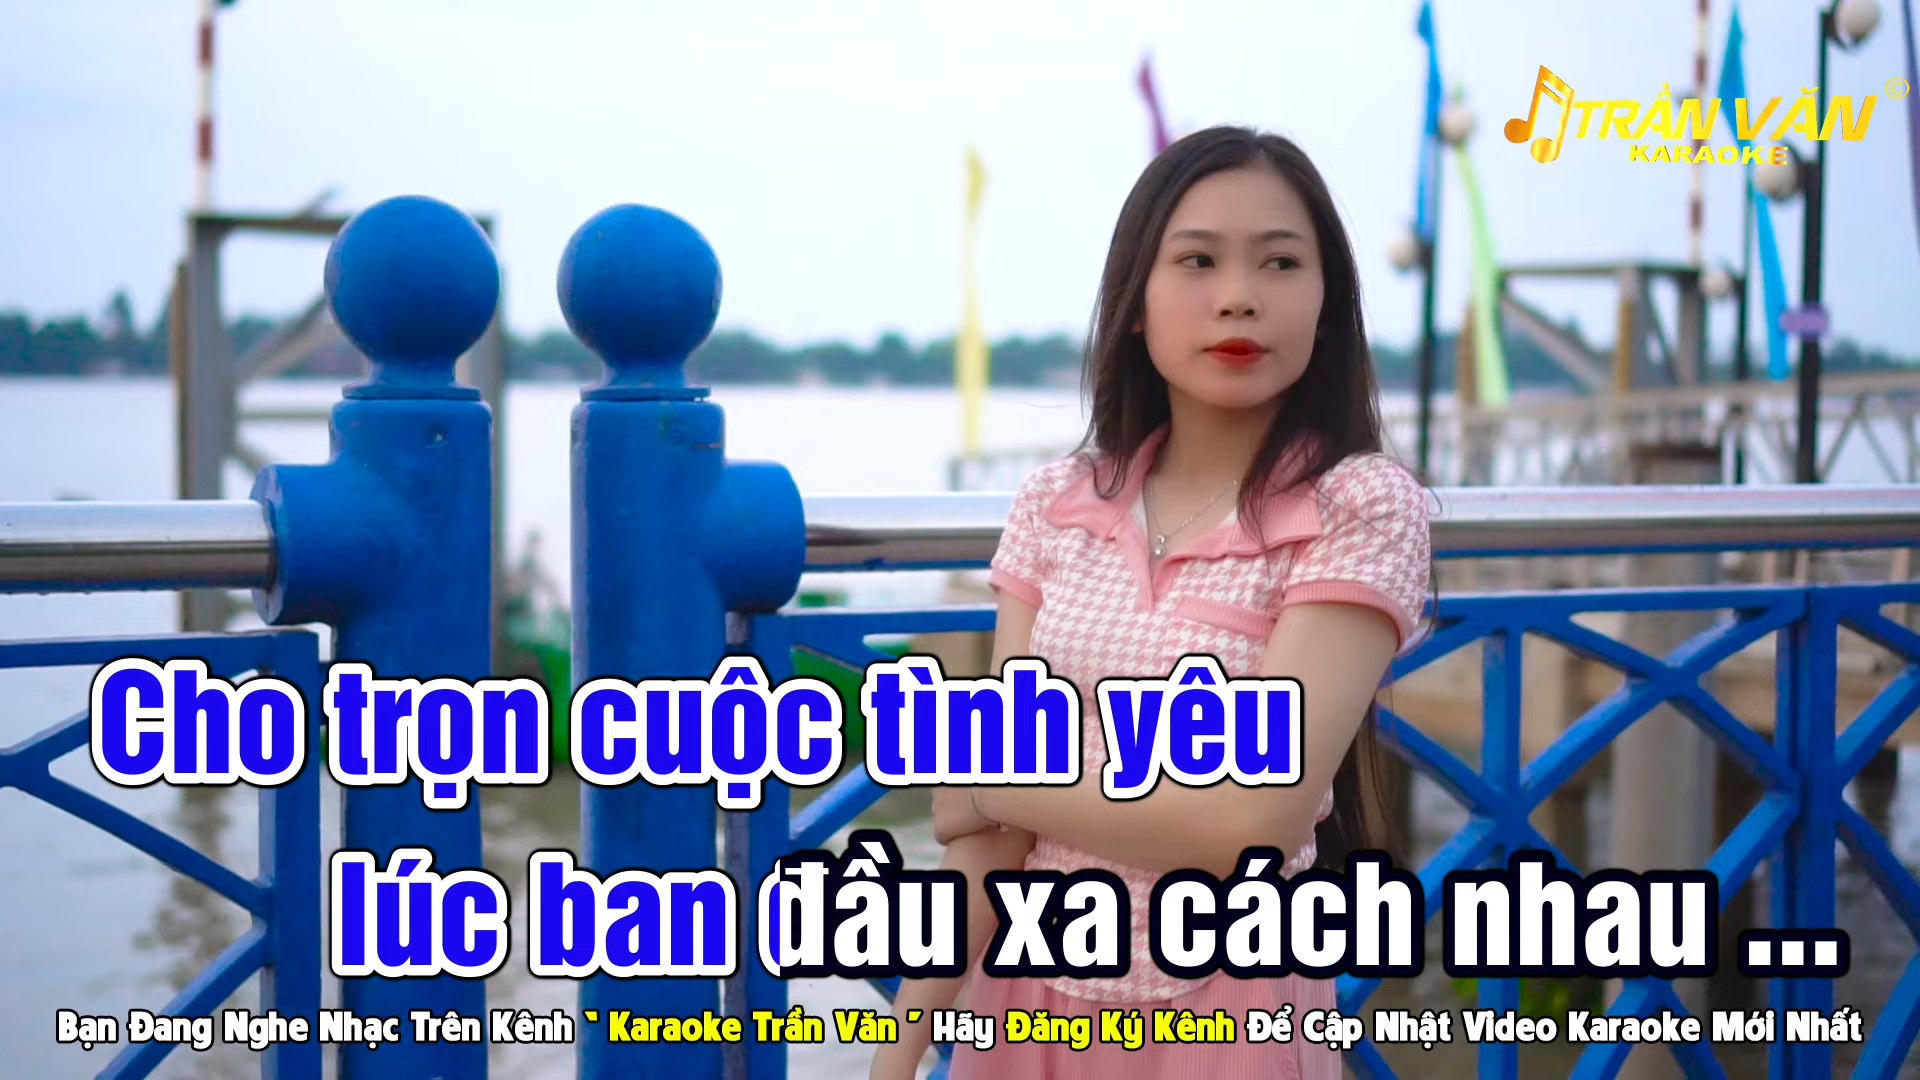 TRẦN VĂN ©
KARAOKE
Cho trọn cuộc tình yêu
lúc ban đầu xa cách nhau ...
Bạn Đang Nghe Nhạc Trên Kênh ` Karaoke Trần Văn ´ Hãy Đăng Ký Kênh Để Cập Nhật Video Karaoke Mới Nhất